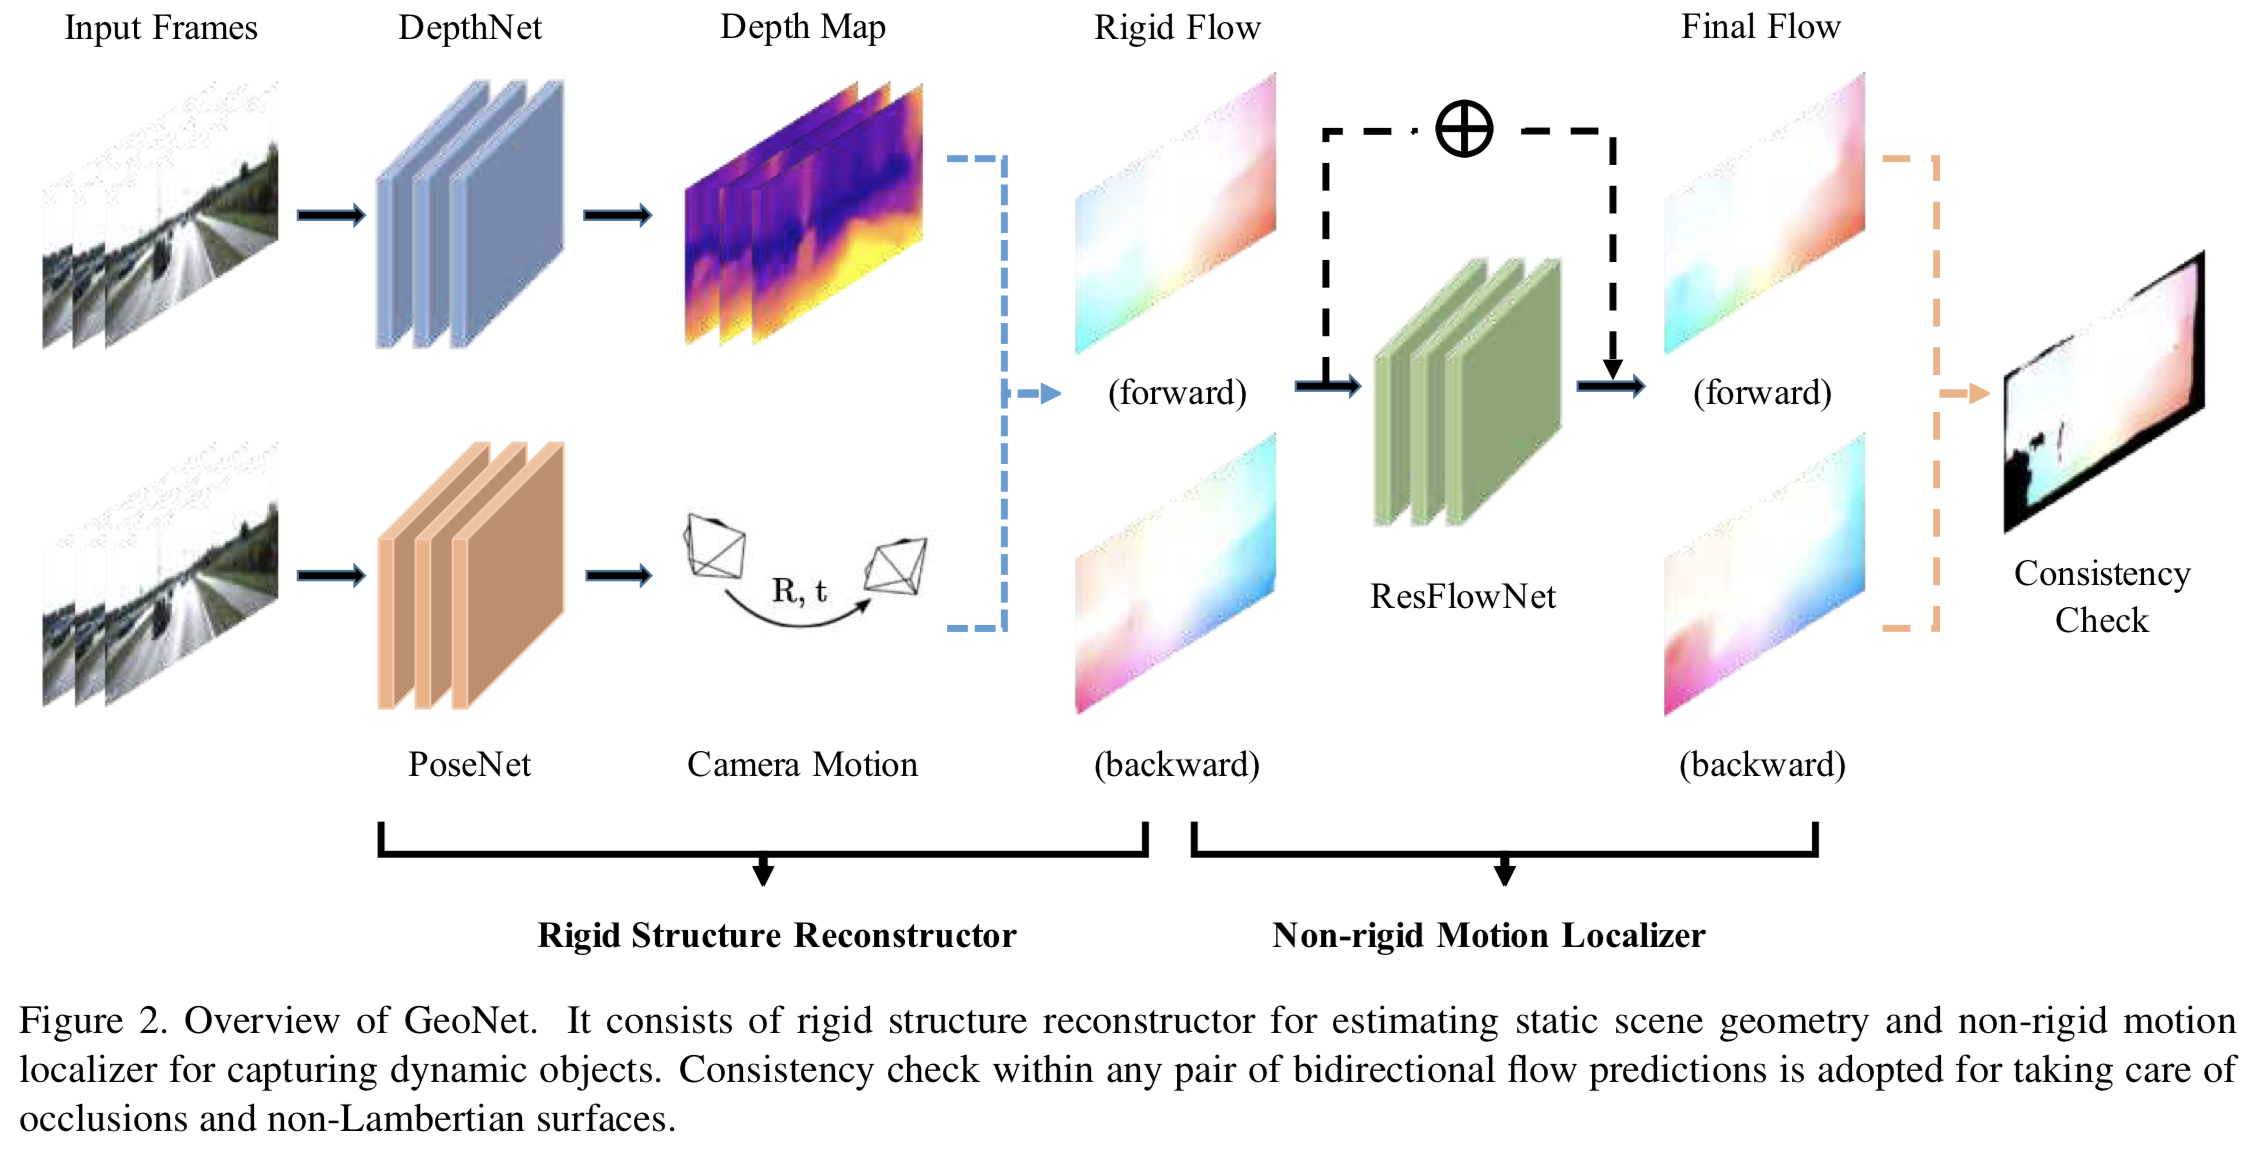 Input Frames
DepthNet
Depth Map
Rigid Flow
Final Flow
(forward)
(forward)
R, t
ResFlowNet
Consistency
Check
PoseNet
Camera Motion
(backward)
(backward)
Rigid Structure Reconstructor
Non-rigid Motion Localizer
Figure 2. Overview of GeoNet. It consists of rigid structure reconstructor for estimating static scene geometry and non-rigid motion
localizer for capturing dynamic objects. Consistency check within any pair of bidirectional flow predictions is adopted for taking care of
occlusions and non-Lambertian surfaces.